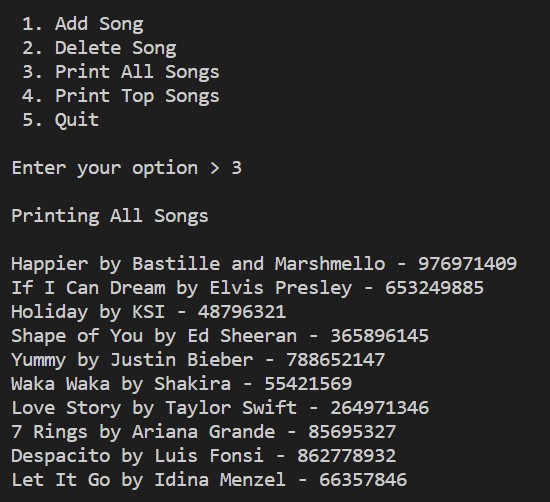 1. Add Song
2. Delete Song
3. Print All Songs
4. Print Top Songs
5. Quit
Enter your option > 3
Printing All Songs
Happier by Bastille and Marshmello - 976971409
If I Can Dream by Elvis Presley - 653249885
Holiday by KSI - 48796321
Shape of You by Ed Sheeran - 365896145
Yummy by Justin Bieber - 788652147
Waka Waka by Shakira - 55421569
Love Story by Taylor Swift - 264971346
7 Rings by Ariana Grande - 85695327
Despacito by Luis Fonsi - 862778932
Let It Go by Idina Menzel - 66357846